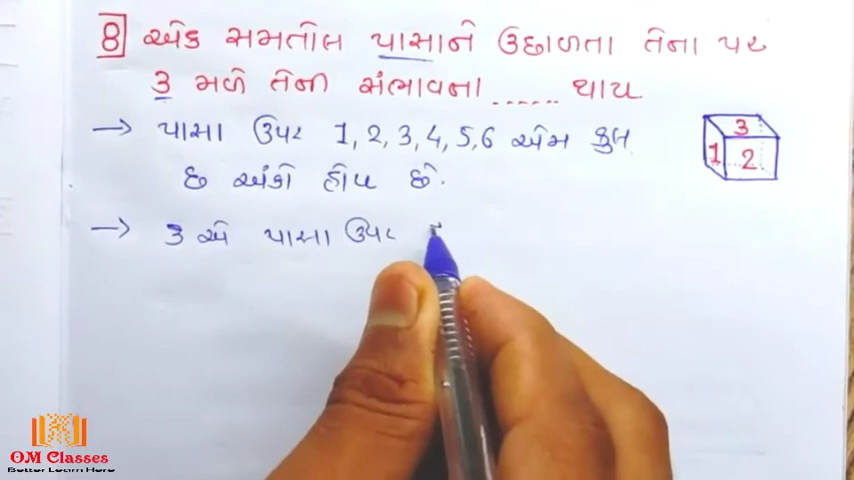 8 એક સમતોલ પાસાને ઉછાળતા તેના પર
3 મળે તેની સંભાવના ...... થાય
→ પાસા ઉપર 1, 2, 3, 4, 5, 6 એમ કુલ
છ અંકો હોય છે.
→ 3 એ પાસા ઉપર
3
1 2
OM Classes
Better Learn Here